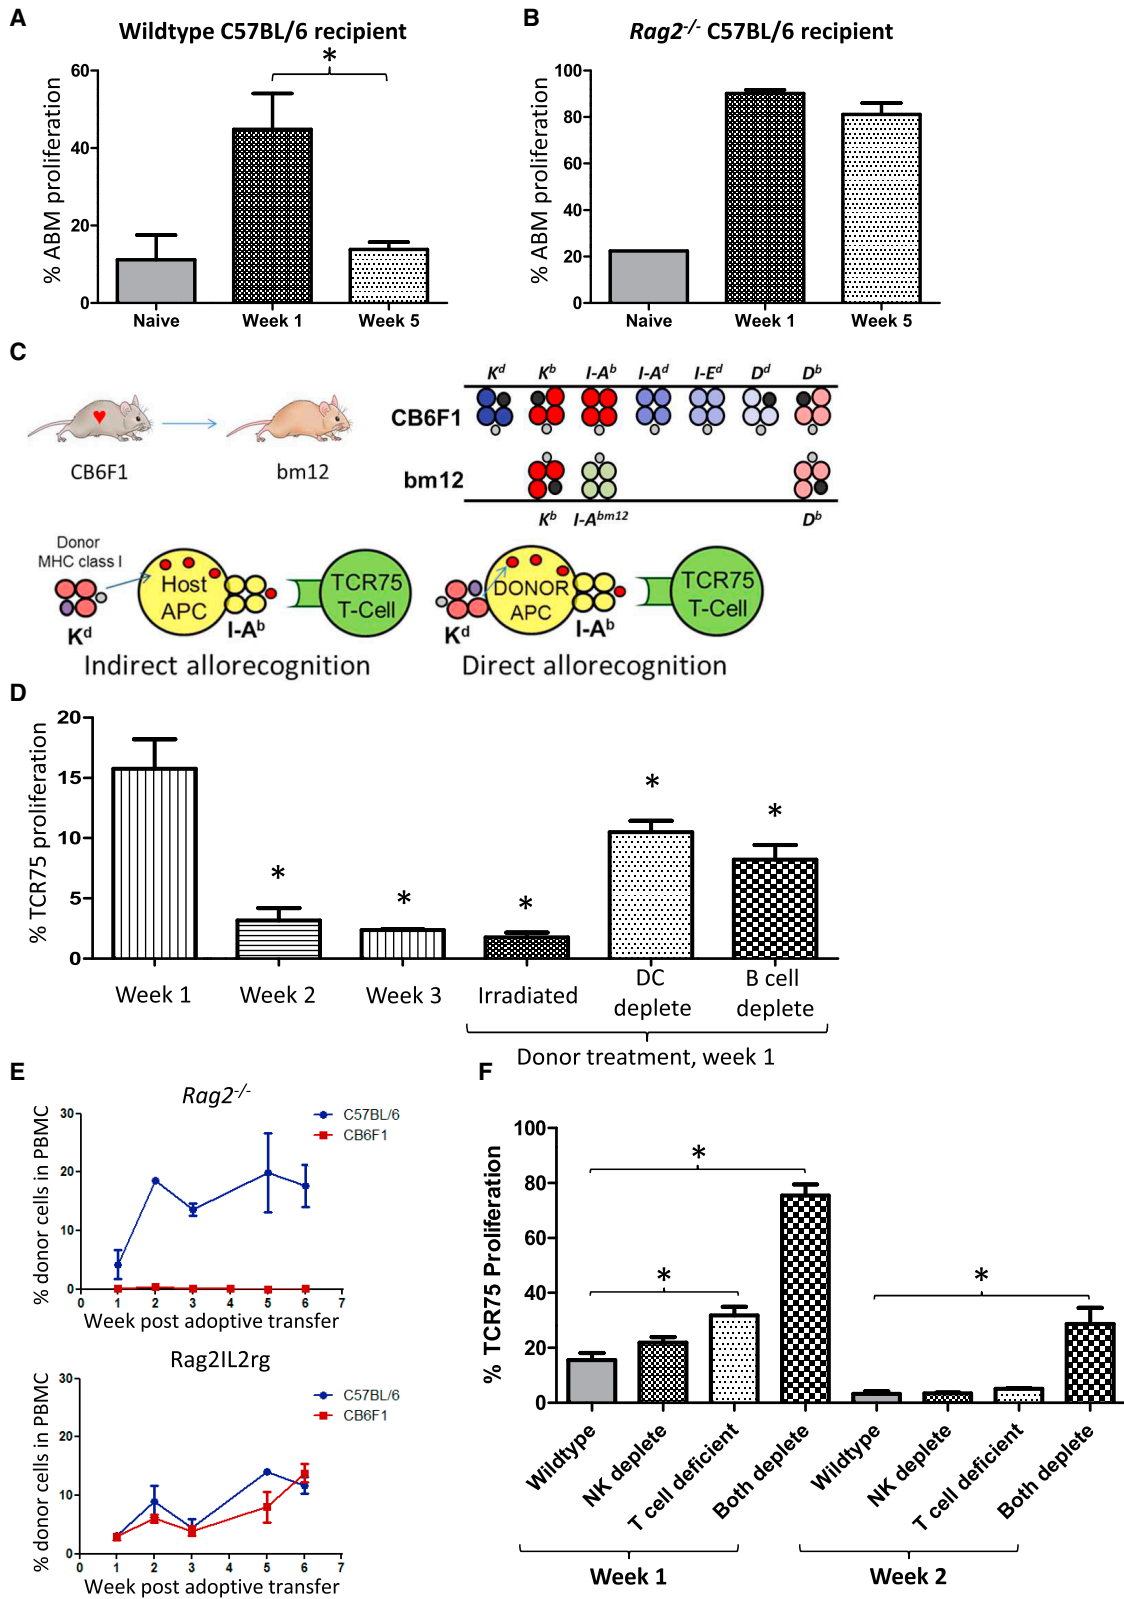 A
Wildtype C57BL/6 recipient
*
% ABM proliferation
60
40
20
0
Naive Week 1 Week 5
B
Rag2-/- C57BL/6 recipient
% ABM proliferation
100
80
60
40
20
0
Naive Week 1 Week 5
C
CB6F1
bm12
Kd Kb I-Ab I-Ad I-Ed Dd Db
CB6F1
bm12
Kb I-Abm12 Db
Donor
MHC class I
Kd
Host
APC
I-Ab
TCR75
T-Cell
Indirect allorecognition
Kd
DONOR
APC
I-Ab
TCR75
T-Cell
Direct allorecognition
D
% TCR75 proliferation
20
15
10
5
0
* * * * *
Week 1 Week 2 Week 3 Irradiated DC deplete B cell deplete
Donor treatment, week 1
E
Rag2-/-
% donor cells in PBMC
30
20
10
0
C57BL/6
CB6F1
0 1 2 3 4 5 6 7
Week post adoptive transfer
Rag2IL2rg
% donor cells in PBMC
30
20
10
0
C57BL/6
CB6F1
0 1 2 3 4 5 6 7
Week post adoptive transfer
F
% TCR75 Proliferation
100
80
60
40
20
0
* * *
Wildtype NK deplete T cell deficient Both deplete Wildtype NK deplete T cell deficient Both deplete
Week 1 Week 2